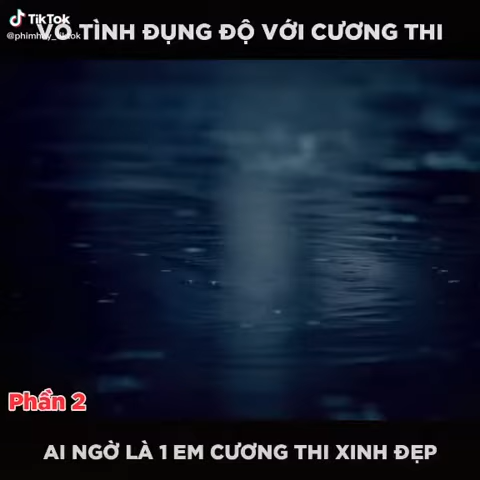 TikTok
VÔ TÌNH ĐỤNG ĐỘ VỚI CƯƠNG THI
Phần 2
AI NGỜ LÀ 1 EM CƯƠNG THI XINH ĐẸP